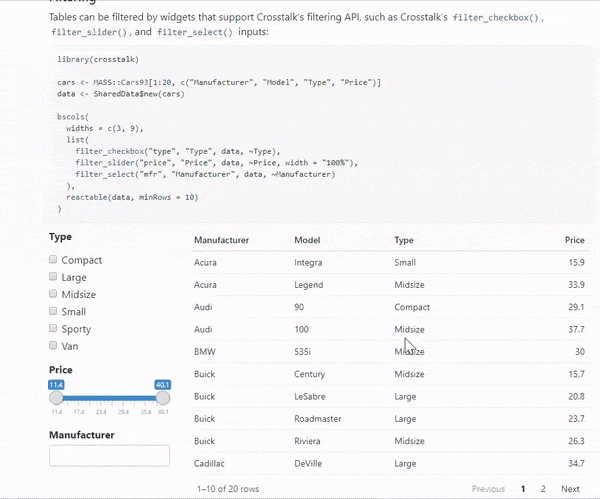 Filtering
Tables can be filtered by widgets that support Crosstalk's filtering API, such as Crosstalk's filter_checkbox(),
filter_slider(), and filter_select() inputs:
library(crosstalk)
cars <- MASS::Cars93[1:20, c("Manufacturer", "Model", "Type", "Price")]
data <- SharedData$new(cars)
bscols(
widths = c(3, 9),
list(
filter_checkbox("type", "Type", data, ~Type),
filter_slider("price", "Price", data, ~Price, width = "100%"),
filter_select("mfr", "Manufacturer", data, ~Manufacturer)
),
reactable(data, minRows = 10)
)
Type
Compact
Large
Midsize
Small
Sporty
Van
Price
11.4 40.1
11.4 17.4 23.4 29.4 35.4 40.1
Manufacturer
Manufacturer Model Type Price
Acura Integra Small 15.9
Acura Legend Midsize 33.9
Audi 90 Compact 29.1
Audi 100 Midsize 37.7
BMW 535i Midsize 30
Buick Century Midsize 15.7
Buick LeSabre Large 20.8
Buick Roadmaster Large 23.7
Buick Riviera Midsize 26.3
Cadillac DeVille Large 34.7
1–10 of 20 rows Previous 1 2 Next